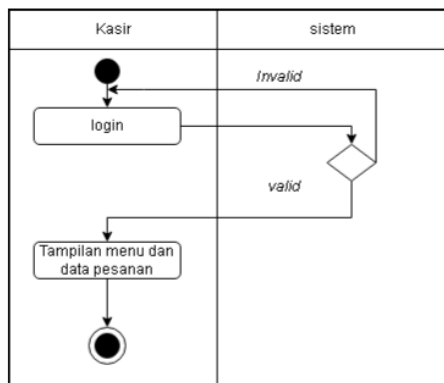 Kasir
sistem
Invalid
login
valid
Tampilan menu dan
data pesanan